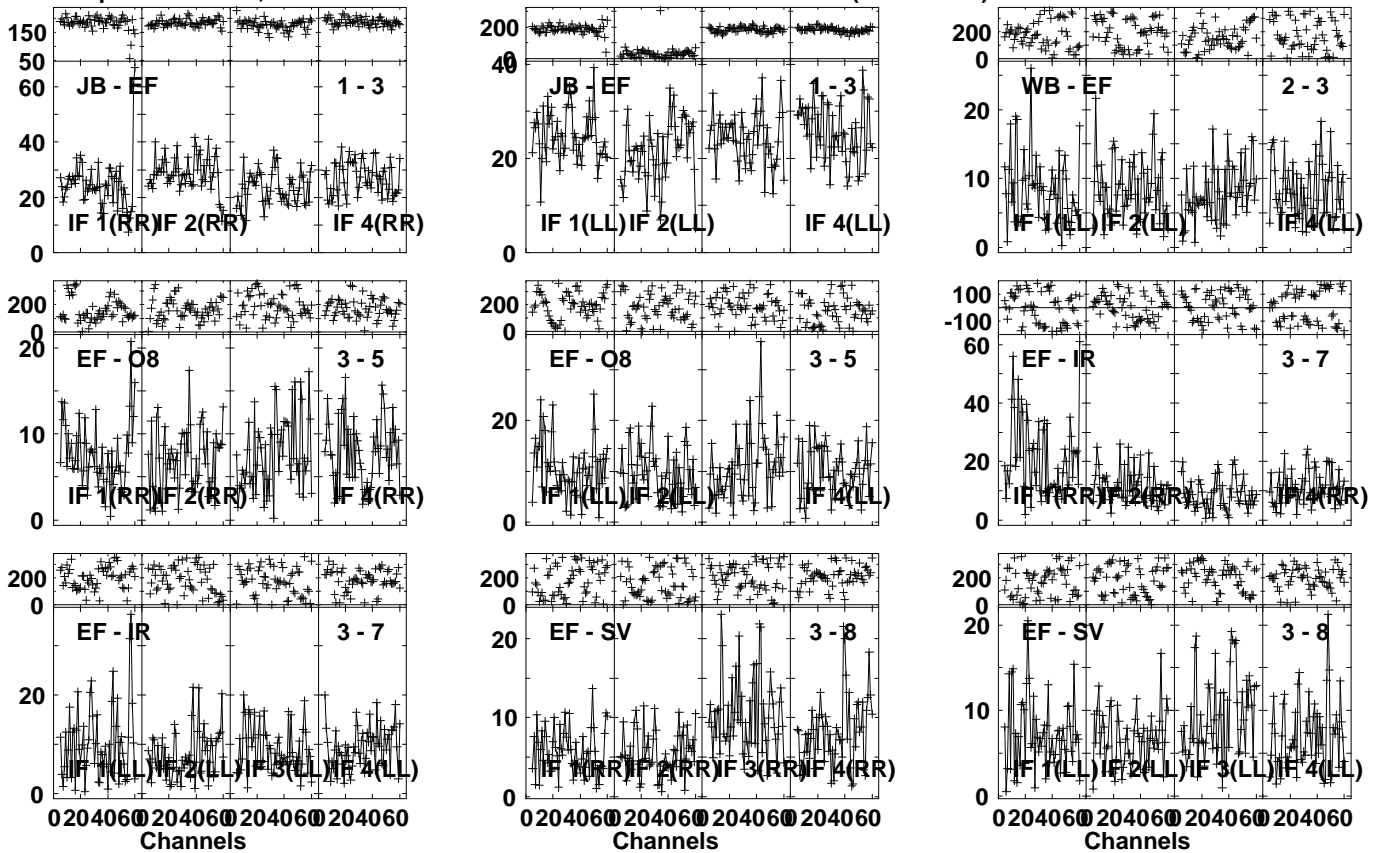 150
50
JB - EF 1 - 3
60
40
20
0
IF 1(RR) IF 2(RR) IF 4(RR)
200
0
40
JB - EF 1 - 3
20
0
IF 1(LL) IF 2(LL) IF 4(LL)
200
0
WB - EF 2 - 3
20
10
0
IF 1(LL) IF 2(LL) IF 4(LL)
200
0
20
EF - O8 3 - 5
10
0
IF 1(RR) IF 2(RR) IF 4(RR)
200
0
EF - O8 3 - 5
20
0
IF 1(LL) IF 2(LL) IF 4(LL)
100
-100
60
EF - IR 3 - 7
40
20
0
IF 1(RR) IF 2(RR) IF 4(RR)
200
0
EF - IR 3 - 7
20
0
IF 1(LL) IF 2(LL) IF 3(LL) IF 4(LL)
0 20 40 60 0 20 40 60 0 20 40 60 0 20 40 60
Channels
200
0
EF - SV 3 - 8
20
10
0
IF 1(RR) IF 2(RR) IF 3(RR) IF 4(RR)
0 20 40 60 0 20 40 60 0 20 40 60 0 20 40 60
Channels
200
0
EF - SV 3 - 8
20
10
0
IF 1(LL) IF 2(LL) IF 3(LL) IF 4(LL)
0 20 40 60 0 20 40 60 0 20 40 60 0 20 40 60
Channels